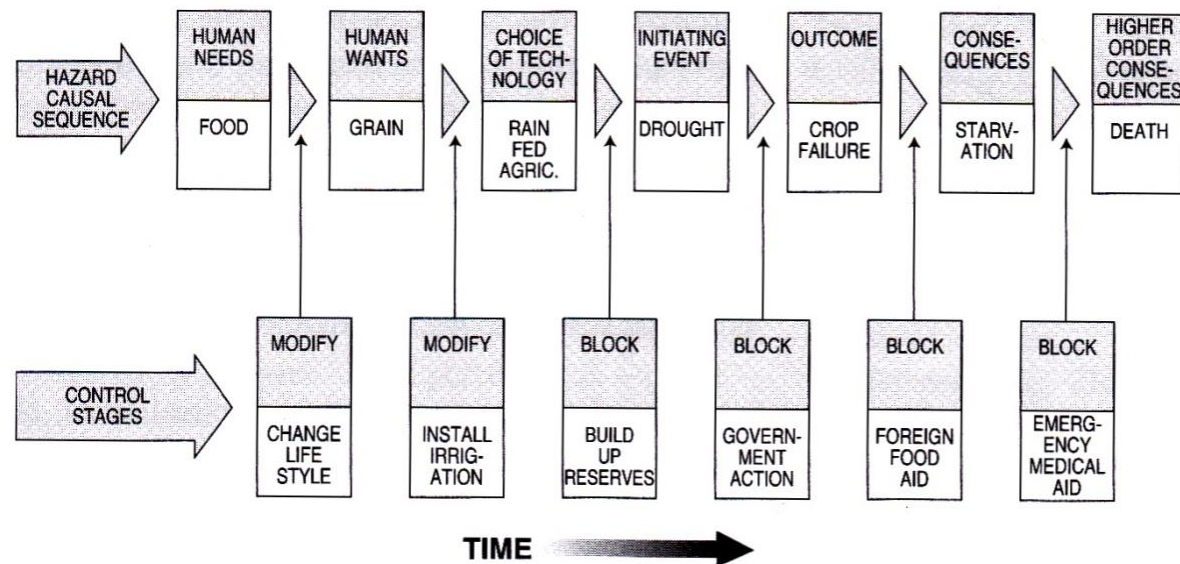 HAZARD
CAUSAL
SEQUENCE
HUMAN
NEEDS
FOOD
HUMAN
WANTS
GRAIN
CHOICE
OF TECH-
NOLOGY
RAIN
FED
AGRIC.
INITIATING
EVENT
DROUGHT
OUTCOME
CROP
FAILURE
CONSE-
QUENCES
STARV-
ATION
HIGHER
ORDER
CONSE-
QUENCES
DEATH
CONTROL
STAGES
MODIFY
CHANGE
LIFE
STYLE
MODIFY
INSTALL
IRRIG-
ATION
BLOCK
BUILD
UP
RESERVES
BLOCK
GOVERN-
MENT
ACTION
BLOCK
FOREIGN
FOOD
AID
BLOCK
EMERG-
ENCY
MEDICAL
AID
TIME